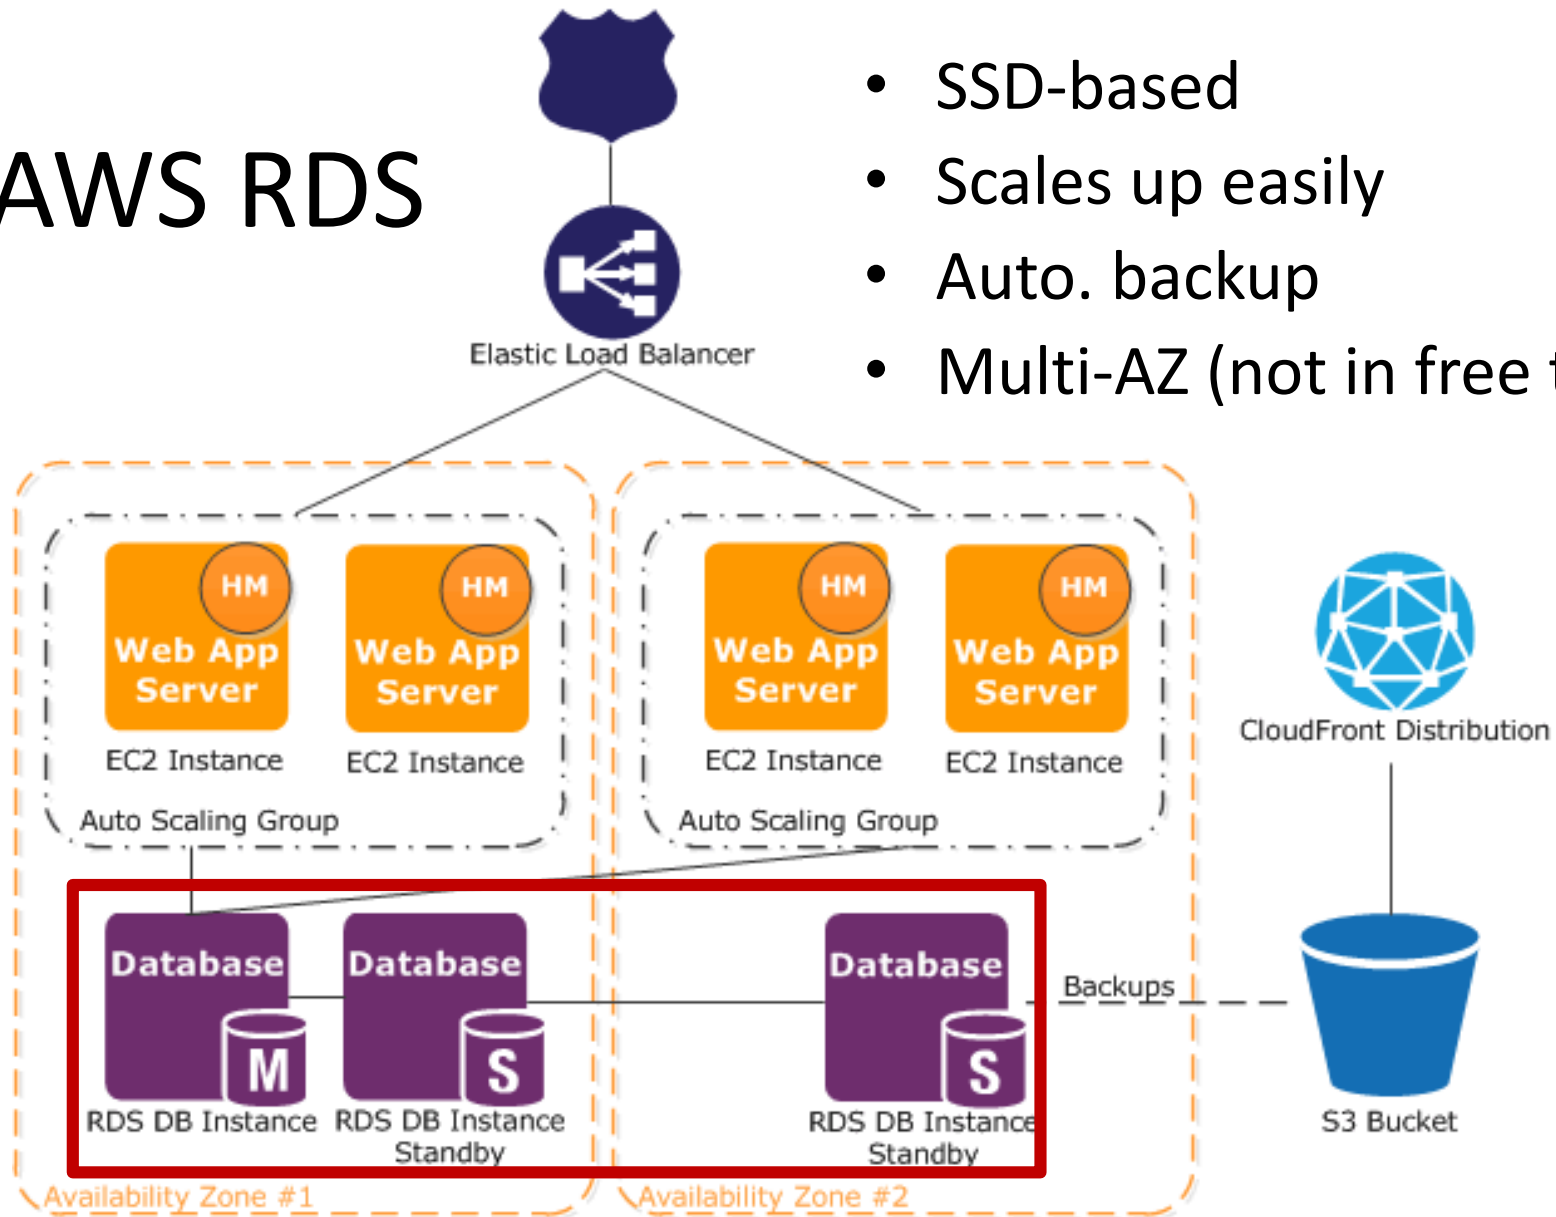 AWS RDS
• SSD-based
• Scales up easily
• Auto. backup
• Multi-AZ (not in free
Elastic Load Balancer
HM
Web App
Server
EC2 Instance
HM
Web App
Server
EC2 Instance
Auto Scaling Group
HM
Web App
Server
EC2 Instance
HM
Web App
Server
EC2 Instance
Auto Scaling Group
CloudFront Distribution
Database
M
RDS DB Instance
Database
S
RDS DB Instance
Standby
Database
S
RDS DB Instance
Standby
Backups
S3 Bucket
Availability Zone #1
Availability Zone #2